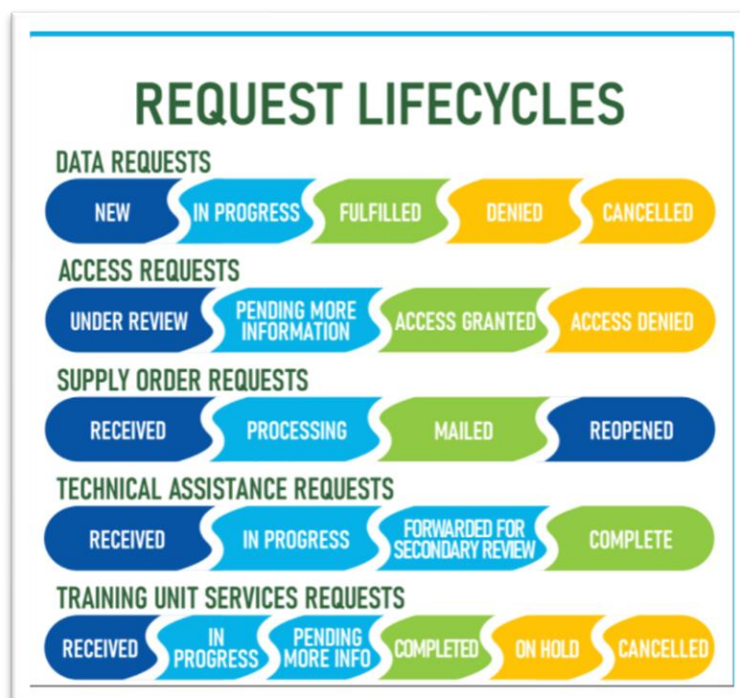 REQUEST LIFECYCLES
DATA REQUESTS
NEW IN PROGRESS FULFILLED DENIED CANCELLED
ACCESS REQUESTS
UNDER REVIEW PENDING MORE INFORMATION ACCESS GRANTED ACCESS DENIED
SUPPLY ORDER REQUESTS
RECEIVED PROCESSING MAILED REOPENED
TECHNICAL ASSISTANCE REQUESTS
RECEIVED IN PROGRESS FORWARDED FOR SECONDARY REVIEW COMPLETE
TRAINING UNIT SERVICES REQUESTS
RECEIVED IN PROGRESS PENDING MORE INFO COMPLETED ON HOLD CANCELLED